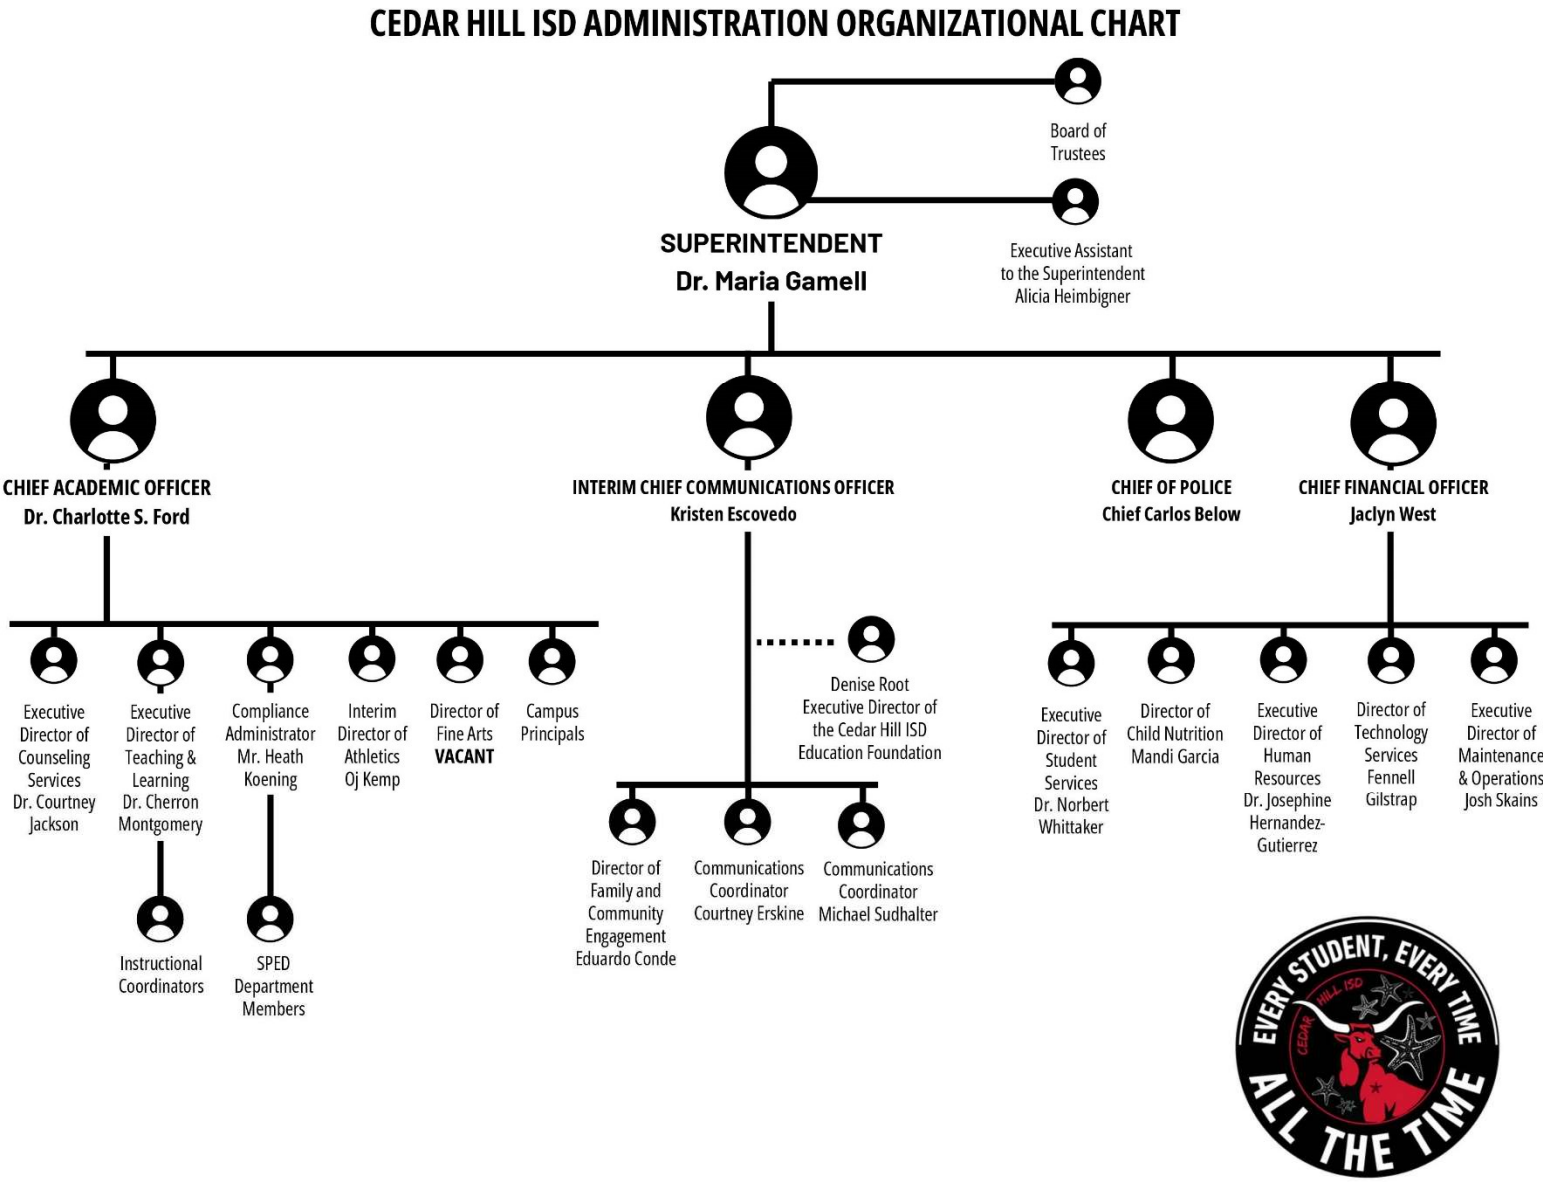 CEDAR HILL ISD ADMINISTRATION ORGANIZATIONAL CHART
Board of
Trustees
SUPERINTENDENT
Dr. Maria Gamell
Executive Assistant
to the Superintendent
Alicia Heimbigner
CHIEF ACADEMIC OFFICER
Dr. Charlotte S. Ford
INTERIM CHIEF COMMUNICATIONS OFFICER
Kristen Escovedo
CHIEF OF POLICE
Chief Carlos Below
CHIEF FINANCIAL OFFICER
Jaclyn West
Executive
Director of
Counseling
Services
Dr. Courtney
Jackson
Executive
Director of
Teaching &
Learning
Dr. Cherron
Montgomery
Compliance
Administrator
Mr. Heath
Koening
Interim
Director of
Athletics
Oj Kemp
Director of
Fine Arts
VACANT
Campus
Principals
Instructional
Coordinators
SPED
Department
Members
Denise Root
Executive Director of
the Cedar Hill ISD
Education Foundation
Director of
Family and
Community
Engagement
Eduardo Conde
Communications
Coordinator
Courtney Erskine
Communications
Coordinator
Michael Sudhalter
Executive
Director of
Student
Services
Dr. Norbert
Whittaker
Director of
Child Nutrition
Mandi Garcia
Executive
Director of
Human
Resources
Dr. Josephine
Hernandez-
Gutierrez
Director of
Technology
Services
Fennell
Gilstrap
Executive
Director of
Maintenance
& Operations
Josh Skains
EVERY STUDENT, EVERY TIME
CEDAR HILL ISD
ALL THE TIME